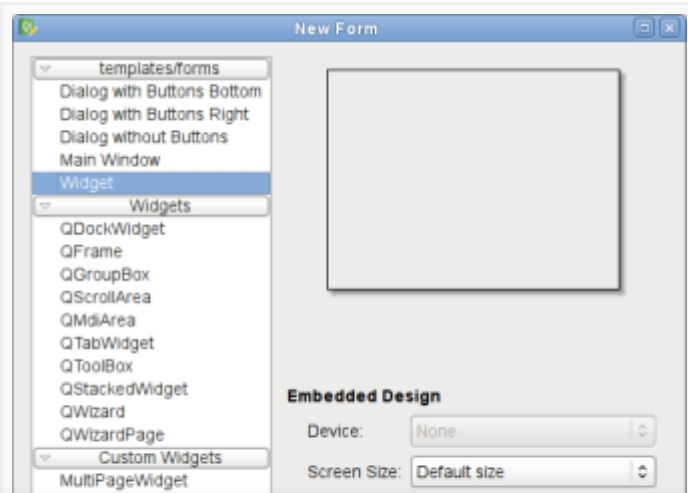 New Form
templates/forms
Dialog with Buttons Bottom
Dialog with Buttons Right
Dialog without Buttons
Main Window
Widget
Widgets
QDockWidget
QFrame
QGroupBox
QScrollArea
QMdiArea
QTabWidget
QToolBox
QStackedWidget
QWizard
QWizardPage
Custom Widgets
MultiPageWidget
Embedded Design
Device: None
Screen Size: Default size